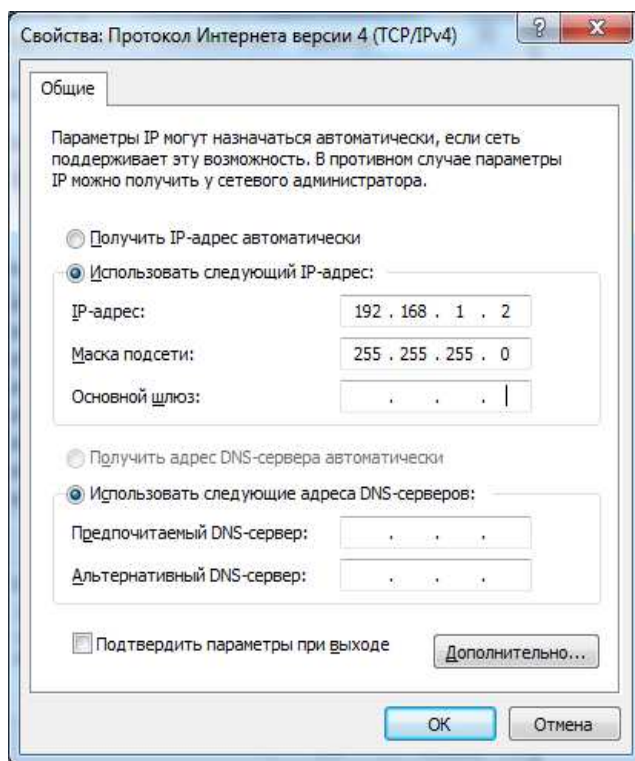 Свойства: Протокол Интернета версии 4 (TCP/IPv4)
Общие
Параметры IP могут назначаться автоматически, если сеть
поддерживает эту возможность. В противном случае параметры
IP можно получить у сетевого администратора.
Получить IP-адрес автоматически
Использовать следующий IP-адрес:
IP-адрес: 192 . 168 . 1 . 2
Маска подсети: 255 . 255 . 255 . 0
Основной шлюз: . . .
Получить адрес DNS-сервера автоматически
Использовать следующие адреса DNS-серверов:
Предпочитаемый DNS-сервер: . . .
Альтернативный DNS-сервер: . . .
Подтвердить параметры при выходе
Дополнительно...
ОК Отмена